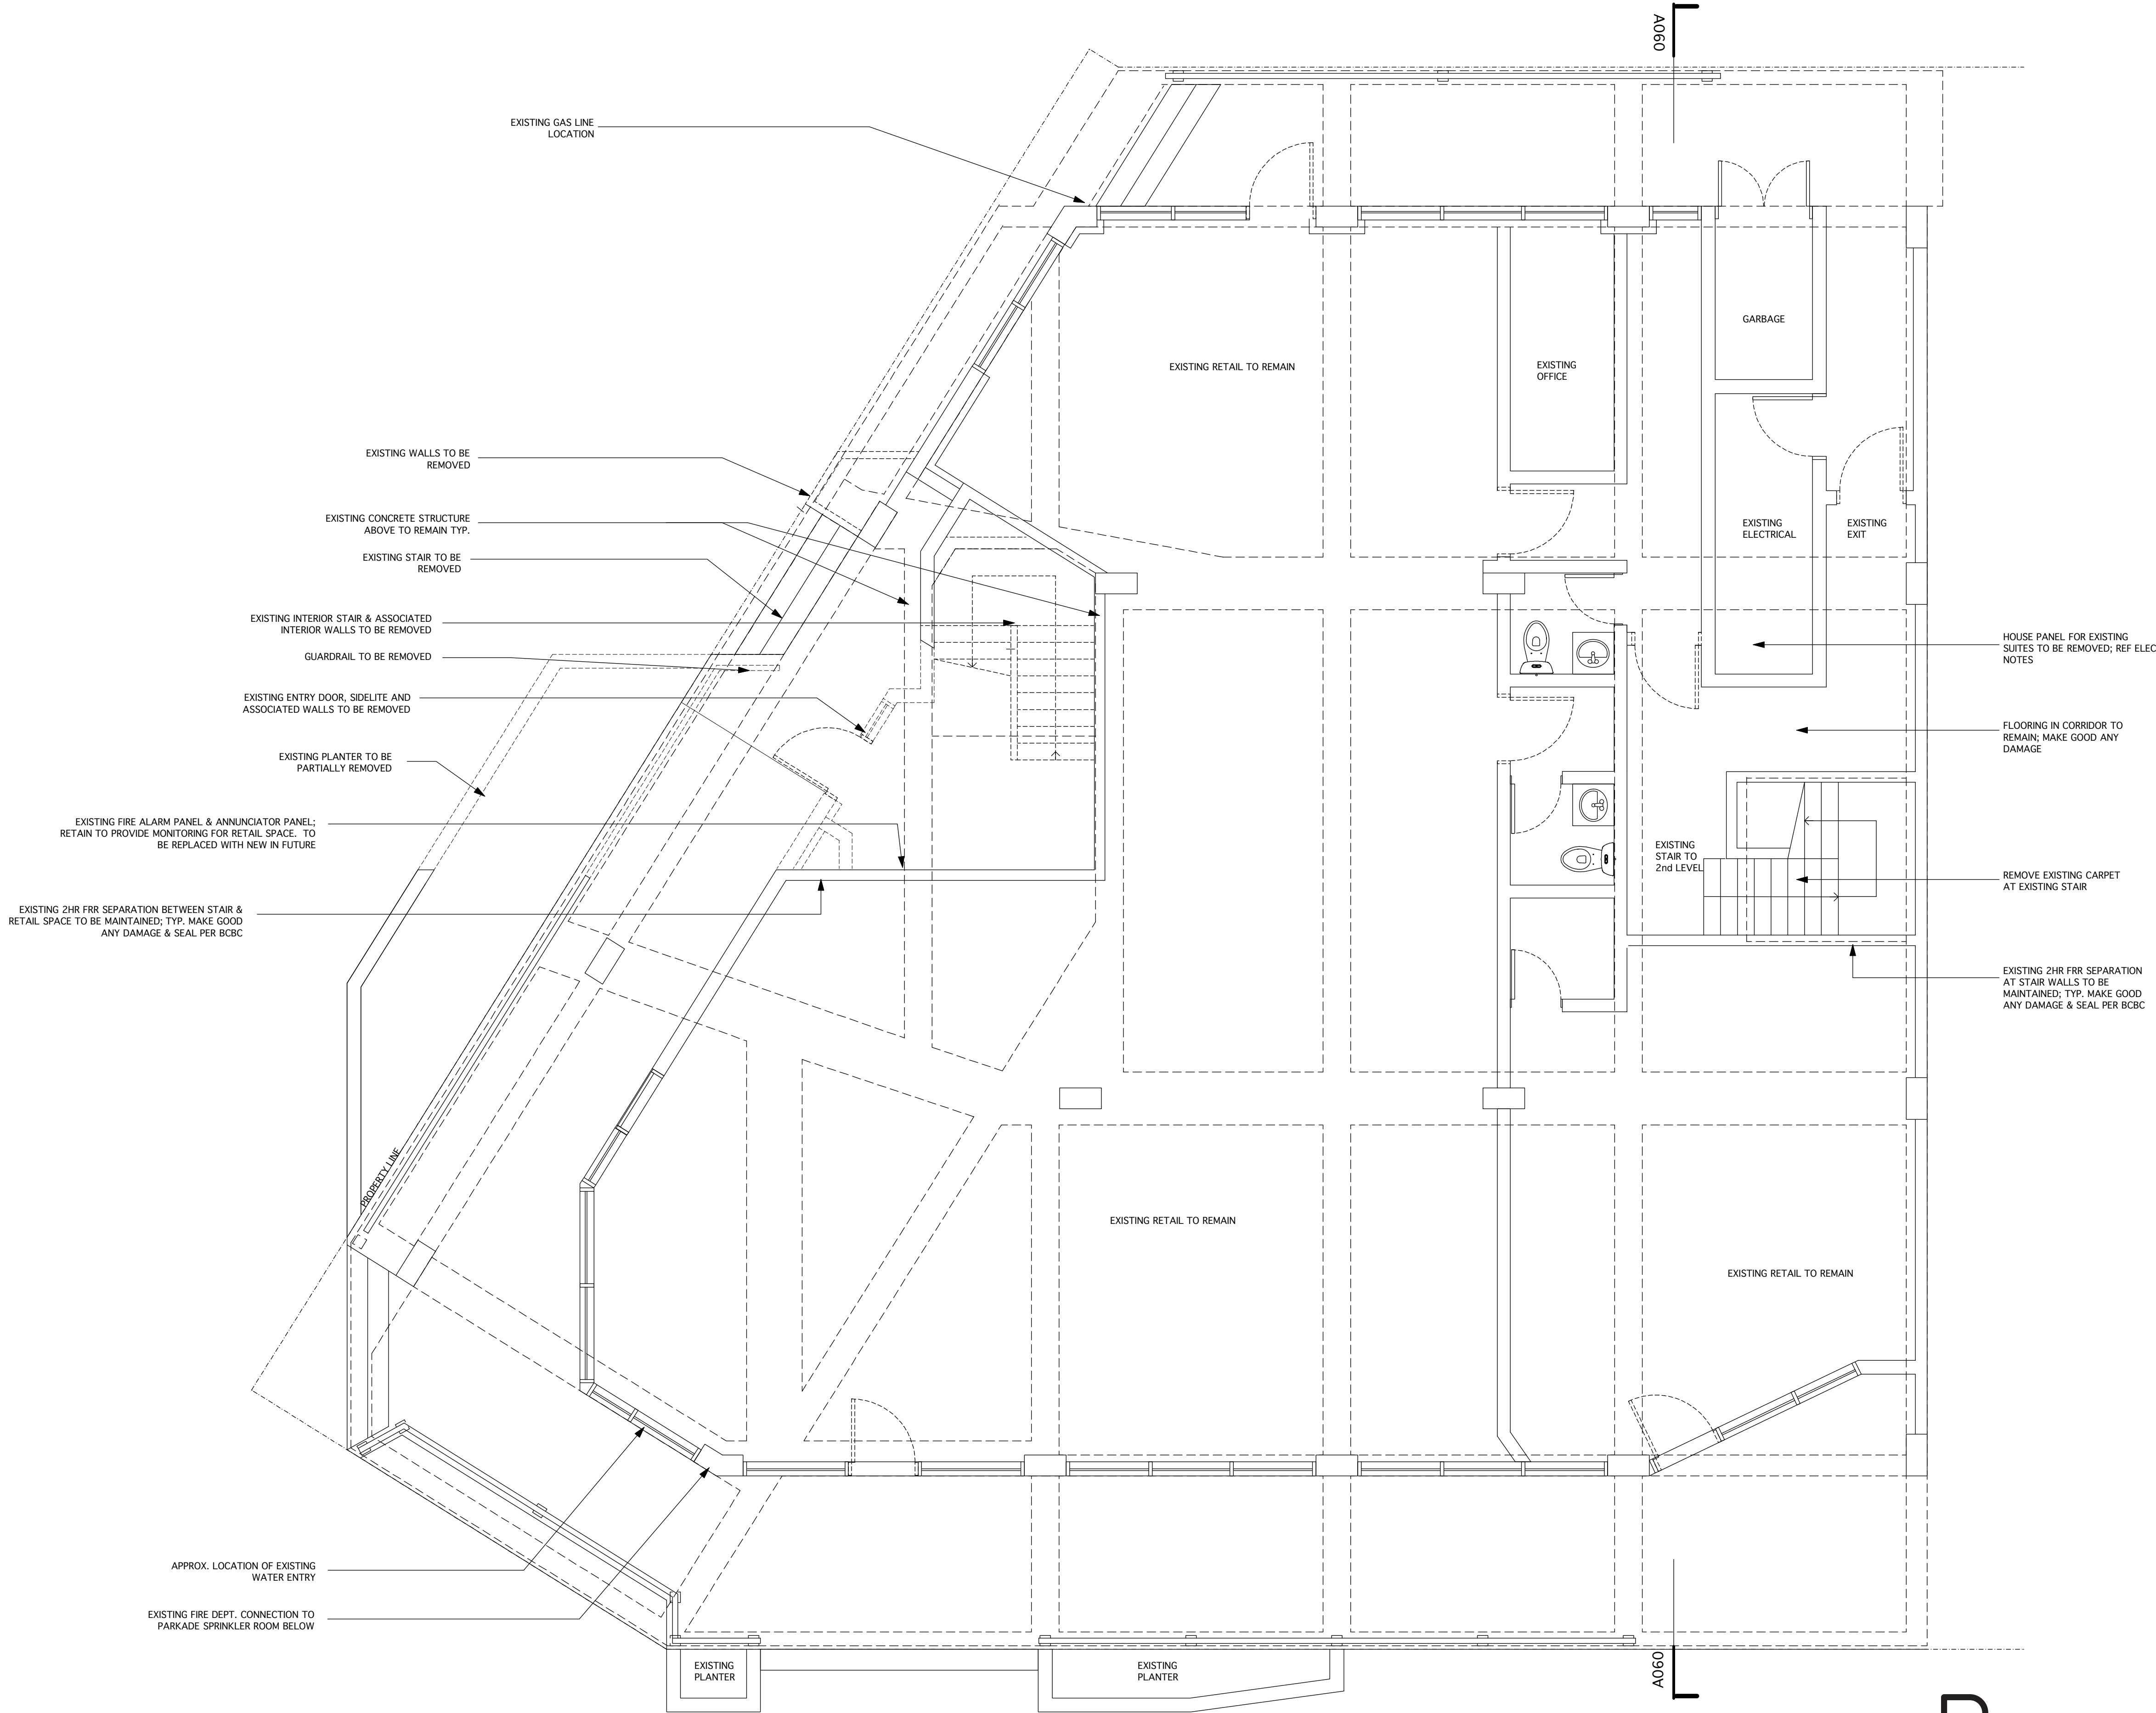 A060
EXISTING GAS LINE
LOCATION
GARBAGE
EXISTING RETAIL TO REMAIN
EXISTING
OFFICE
EXISTING WALLS TO BE
REMOVED
EXISTING CONCRETE STRUCTURE
ABOVE TO REMAIN TYP.
EXISTING
ELECTRICAL
EXISTING
EXIT
EXISTING STAIR TO BE
REMOVED
EXISTING INTERIOR STAIR & ASSOCIATED
INTERIOR WALLS TO BE REMOVED
HOUSE PANEL FOR EXISTING
SUITES TO BE REMOVED; REF ELEC
NOTES
GUARDRAIL TO BE REMOVED
EXISTING ENTRY DOOR, SIDELITE AND
ASSOCIATED WALLS TO BE REMOVED
FLOORING IN CORRIDOR TO
REMAIN; MAKE GOOD ANY
DAMAGE
EXISTING PLANTER TO BE
PARTIALLY REMOVED
EXISTING FIRE ALARM PANEL & ANNUNCIATOR PANEL;
RETAIN TO PROVIDE MONITORING FOR RETAIL SPACE. TO
BE REPLACED WITH NEW IN FUTURE
EXISTING
STAIR TO
2nd LEVEL
REMOVE EXISTING CARPET
AT EXISTING STAIR
EXISTING 2HR FRR SEPARATION BETWEEN STAIR &
RETAIL SPACE TO BE MAINTAINED; TYP. MAKE GOOD
ANY DAMAGE & SEAL PER BCBC
EXISTING 2HR FRR SEPARATION
AT STAIR WALLS TO BE
MAINTAINED; TYP. MAKE GOOD
ANY DAMAGE & SEAL PER BCBC
PROPERTY LINE
EXISTING RETAIL TO REMAIN
EXISTING RETAIL TO REMAIN
APPROX. LOCATION OF EXISTING
WATER ENTRY
EXISTING FIRE DEPT. CONNECTION TO
PARKADE SPRINKLER ROOM BELOW
EXISTING
PLANTER
EXISTING
PLANTER
A060